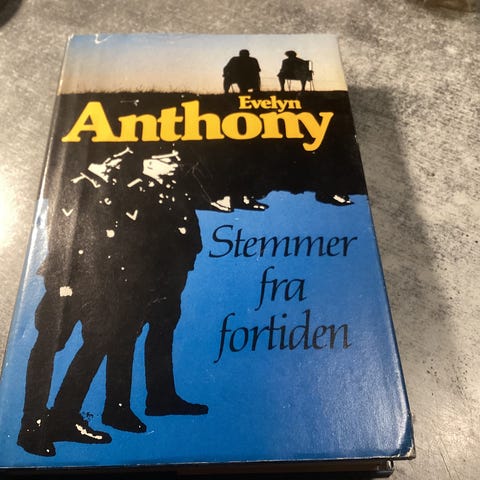 Evelyn
Anthony
Stemmer
fra
fortiden